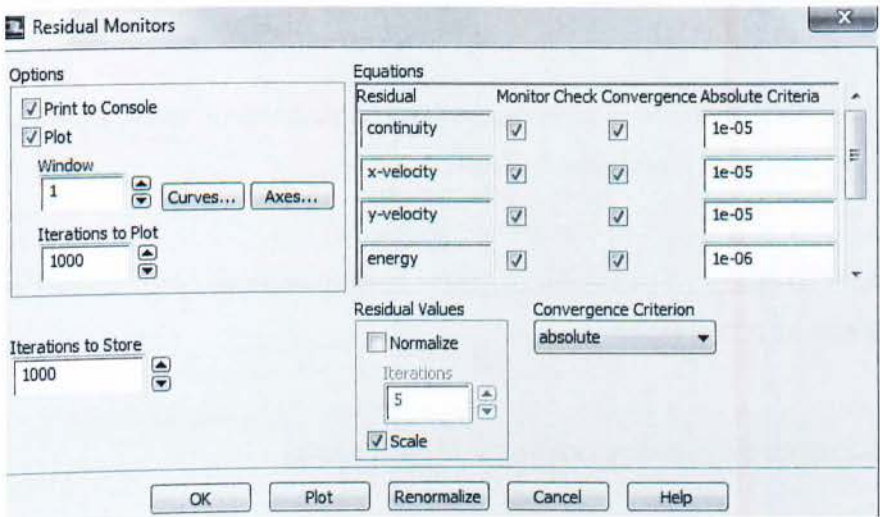 Residual Monitors
X
Options
Print to Console
Plot
Window
1
Curves...
Axes...
Iterations to Plot
1000
Iterations to Store
1000
Equations
Residual Monitor Check Convergence Absolute Criteria
continuity 1e-05
x-velocity 1e-05
y-velocity 1e-05
energy 1e-06
Residual Values
Normalize
Iterations
5
Scale
Convergence Criterion
absolute
OK Plot Renormalize Cancel Help